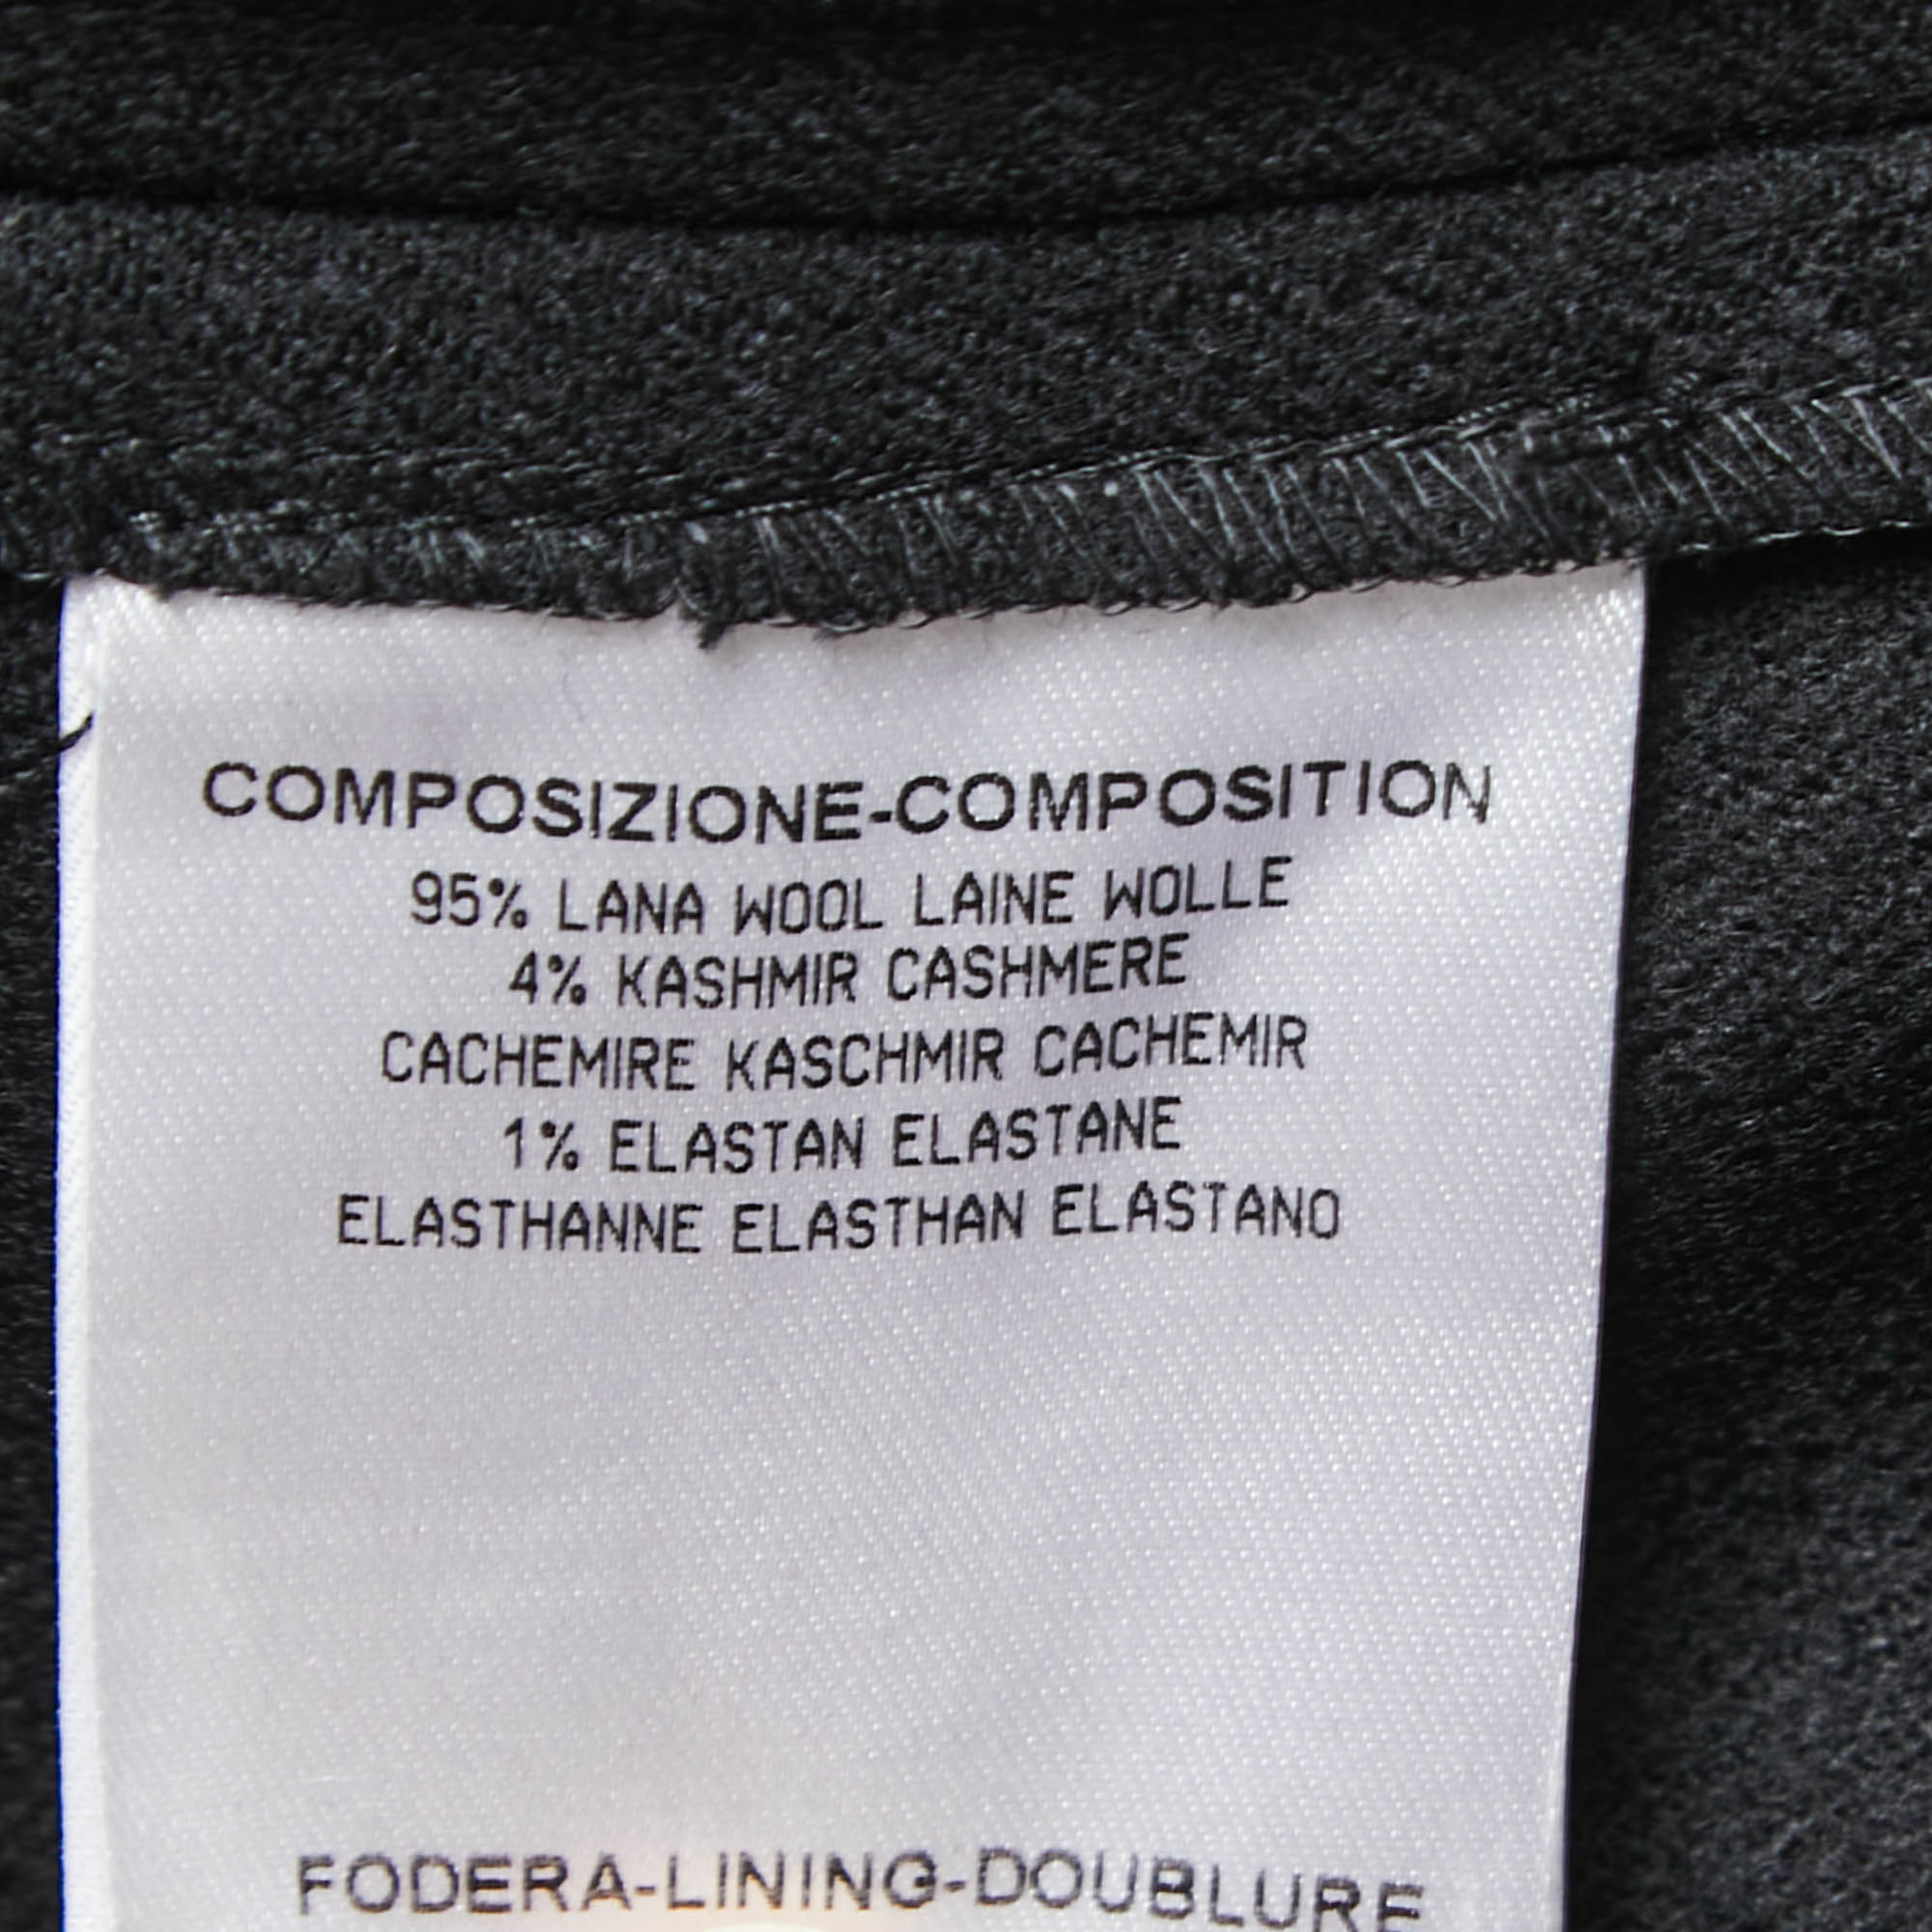 COMPOSIZIONE-COMPOSITION
95% LANA WOOL LAINE WOLLE
4% KASHMIR CASHMERE
CACHEMIRE KASCHMIR CACHEMIR
1% ELASTAN ELASTANE
ELASTHANNE ELASTHAN ELASTANO
FODERA-LINING-DOUBLURE